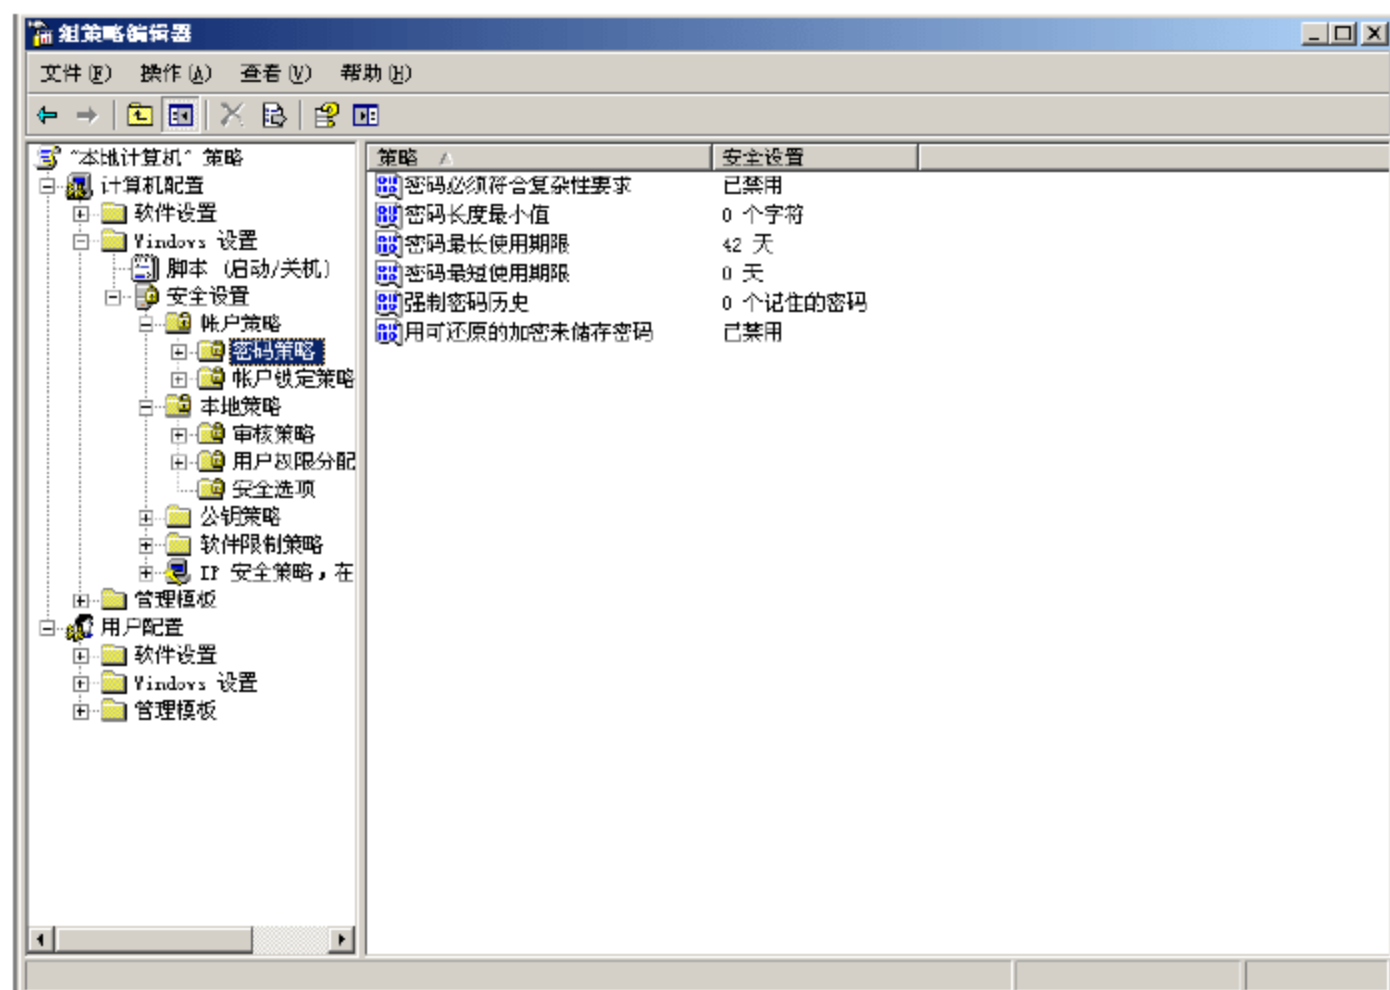 组策略编辑器
文件(F) 操作(A) 查看(V) 帮助(H)
"本地计算机" 策略
计算机配置
软件设置
Windows 设置
脚本 (启动/关机)
安全设置
帐户策略
密码策略
帐户锁定策略
本地策略
审核策略
用户权限分配
安全选项
公钥策略
软件限制策略
IP 安全策略，在
管理模板
用户配置
软件设置
Windows 设置
管理模板
策略 安全设置
密码必须符合复杂性要求 已禁用
密码长度最小值 0 个字符
密码最长使用期限 42 天
密码最短使用期限 0 天
强制密码历史 0 个记住的密码
用可还原的加密来储存密码 已禁用